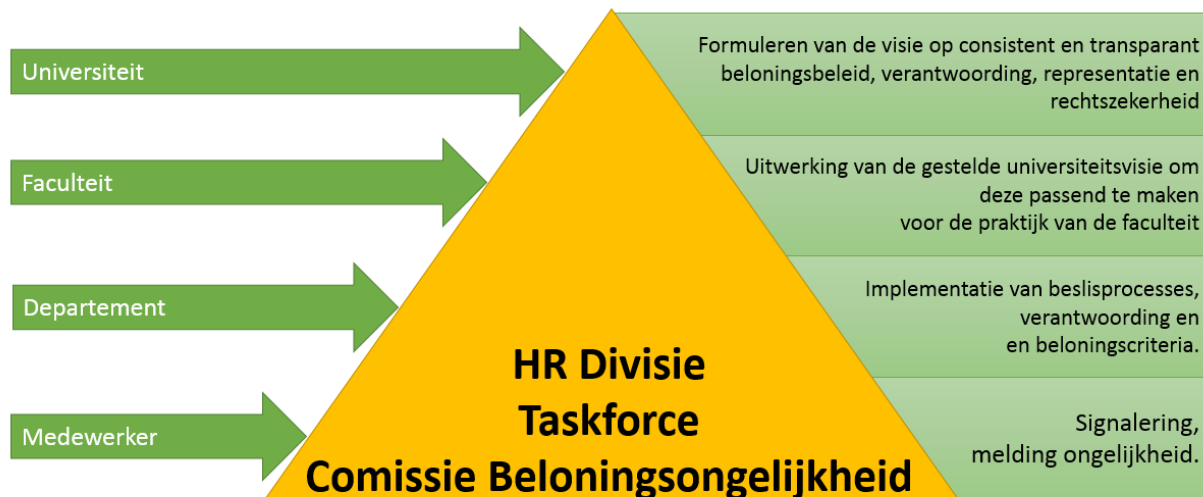 Universiteit
Formuleren van de visie op consistent en transparant
beloningsbeleid, verantwoording, representatie en
rechtszekerheid
Faculteit
Uitwerking van de gestelde universiteitsvisie om
deze passend te maken
voor de praktijk van de faculteit
Departement
Implementatie van beslisprocesses,
verantwoording en
en beloningscriteria.
Medewerker
Signalering,
melding ongelijkheid.
HR Divisie
Taskforce
Comissie Beloningsongelijkheid